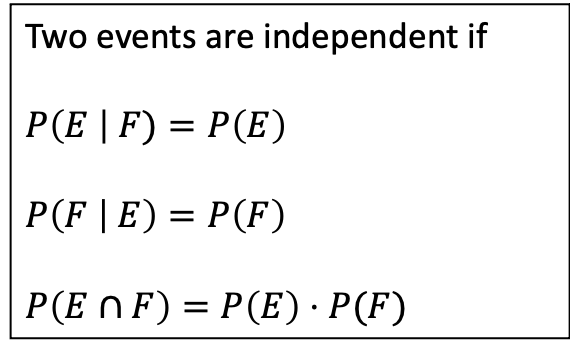 Two events are independent if
P(E | F) = P(E)
P(F | E) = P(F)
P(E ∩ F) = P(E) · P(F)